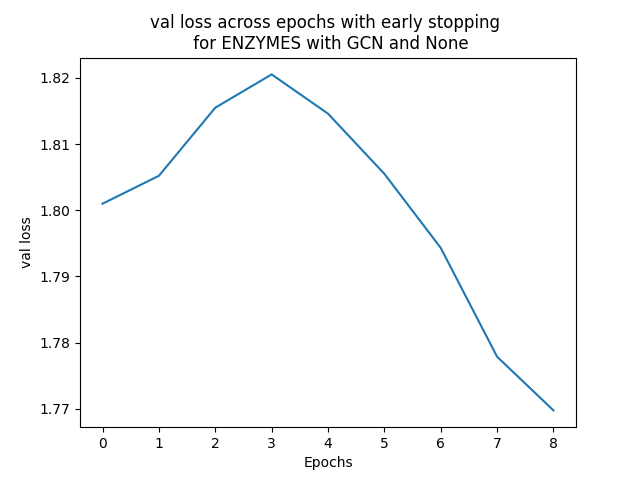 val loss across epochs with early stopping
for ENZYMES with GCN and None
1.82
1.81
1.80
1.79
1.78
1.77
val loss
0 1 2 3 4 5 6 7 8
Epochs